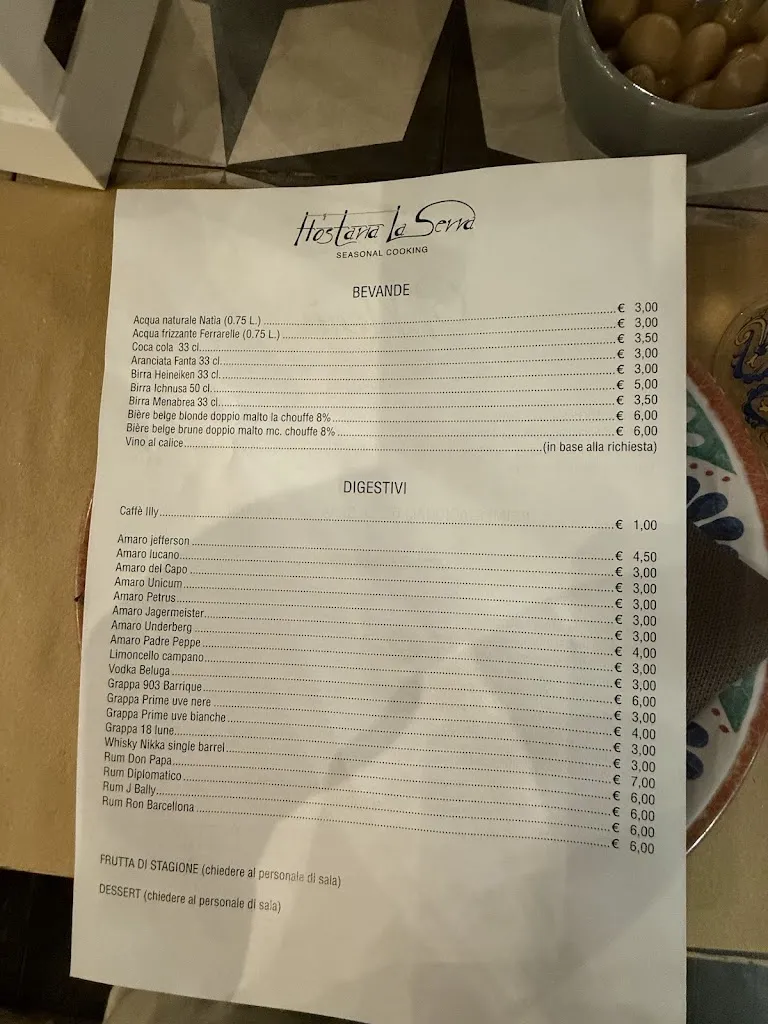 Hostaria La Serra
SEASONAL COOKING
BEVANDE
Acqua naturale Natia (0.75 L.) € 3,00
Acqua frizzante Ferrarelle (0.75 L.) € 3,00
Coca cola 33 cl. € 3,50
Aranciata Fanta 33 cl. € 3,00
Birra Heineiken 33 cl. € 3,00
Birra Ichnusa 50 cl. € 5,00
Birra Menabrea 33 cl. € 3,50
Bière belge blonde doppio malto la chouffe 8% € 6,00
Bière belge brune doppio malto mc. chouffe 8% € 6,00
Vino al calice (in base alla richiesta)
DIGESTIVI
Caffè Illy € 1,00
Amaro jefferson € 4,50
Amaro lucano € 3,00
Amaro del Capo € 3,00
Amaro Unicum € 3,00
Amaro Petrus € 3,00
Amaro Jagermeister € 3,00
Amaro Underberg € 4,00
Amaro Padre Peppe € 3,00
Limoncello campano € 3,00
Vodka Beluga € 6,00
Grappa 903 Barrique € 3,00
Grappa Prime uve nere € 4,00
Grappa Prime uve bianche € 3,00
Grappa 18 lune € 3,00
Whisky Nikka single barrel € 7,00
Rum Don Papa € 6,00
Rum Diplomatico € 6,00
Rum J Bally € 6,00
Rum Ron Barcellona € 6,00
FRUTTA DI STAGIONE (chiedere al personale di sala)
DESSERT (chiedere al personale di sala)